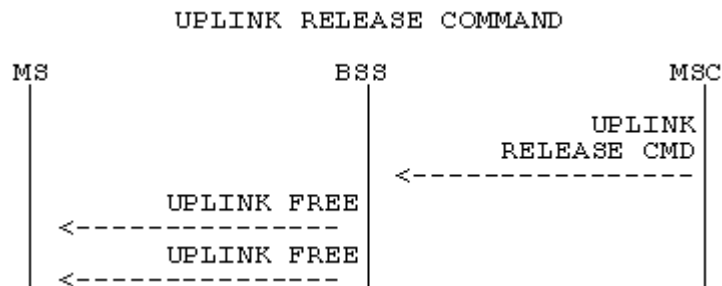 UPLINK RELEASE COMMAND
MS BSS MSC
UPLINK
RELEASE CMD
UPLINK FREE
UPLINK FREE